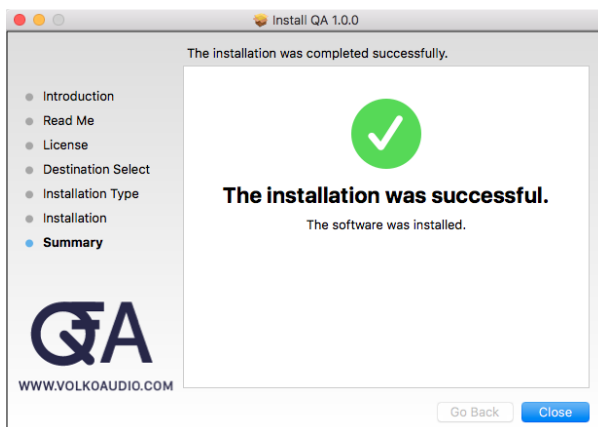 Install QA 1.0.0
The installation was completed successfully.
Introduction
Read Me
License
Destination Select
Installation Type
Installation
Summary
The installation was successful.
The software was installed.
QA
WWW.VOLKOAUDIO.COM
Go Back
Close